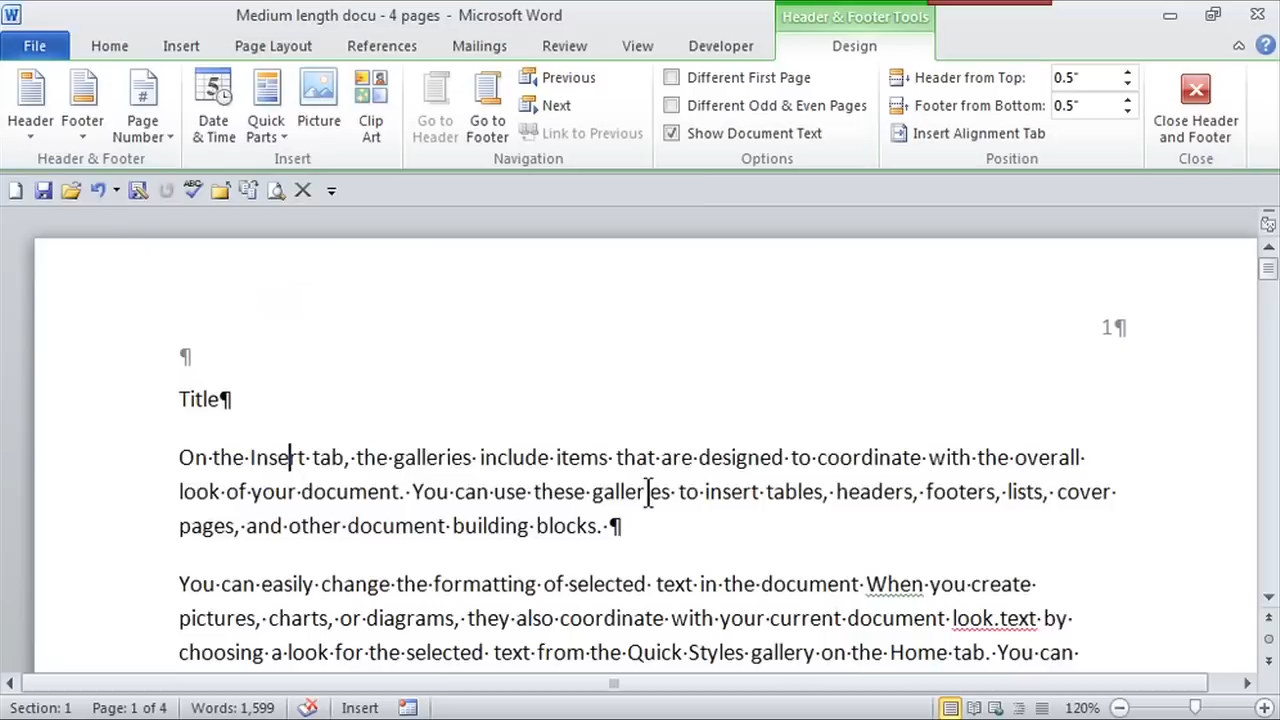 Medium length docu - 4 pages - Microsoft Word
Header & Footer Tools
File Home Insert Page Layout References Mailings Review View Developer Design
Header
Footer
Page Number
Header & Footer
Date & Time
Quick Parts
Picture
Clip Art
Insert
Go to Header
Go to Footer
Previous
Next
Link to Previous
Navigation
Different First Page
Different Odd & Even Pages
Show Document Text
Options
Header from Top: 0.5"
Footer from Bottom: 0.5"
Insert Alignment Tab
Position
Close Header and Footer
Close
1¶
¶
Title¶
On·the·Insert·tab,·the·galleries·include·items·that·are·designed·to·coordinate·with·the·overall·
look·of·your·document.·You·can·use·these·galleries·to·insert·tables,·headers,·footers,·lists,·cover·
pages,·and·other·document·building·blocks.·¶
You·can·easily·change·the·formatting·of·selected·text·in·the·document·When·you·create·
pictures,·charts,·or·diagrams,·they·also·coordinate·with·your·current·document·look.text·by·
choosing·a·look·for·the·selected·text·from·the·Quick·Styles·gallery·on·the·Home·tab.·You·can·
Section: 1 Page: 1 of 4 Words: 1,599 Insert 120%